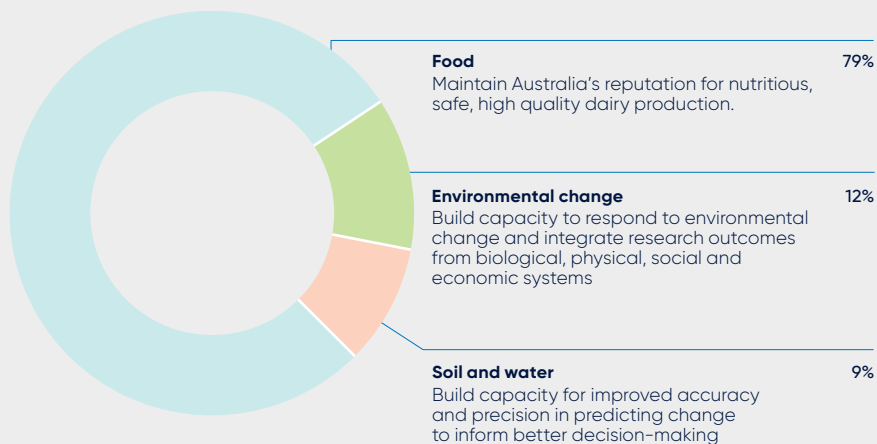 Food 79%
Maintain Australia’s reputation for nutritious,
safe, high quality dairy production.
Environmental change 12%
Build capacity to respond to environmental
change and integrate research outcomes
from biological, physical, social and
economic systems
Soil and water 9%
Build capacity for improved accuracy
and precision in predicting change
to inform better decision-making